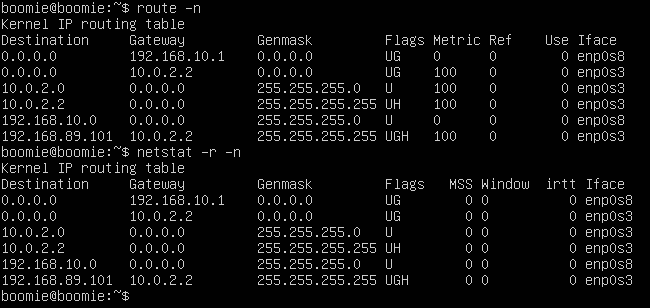 boomie@boomie:~$ route -n
Kernel IP routing table
Destination     Gateway         Genmask         Flags Metric Ref    Use Iface
0.0.0.0         192.168.10.1    0.0.0.0         UG    0      0        0 enp0s8
0.0.0.0         10.0.2.2        0.0.0.0         UG    100    0        0 enp0s3
10.0.2.0        0.0.0.0         255.255.255.0   U     100    0        0 enp0s3
10.0.2.2        0.0.0.0         255.255.255.255 UH    100    0        0 enp0s3
192.168.10.0    0.0.0.0         255.255.255.0   U     0      0        0 enp0s8
192.168.89.101  10.0.2.2        255.255.255.255 UGH   100    0        0 enp0s3
boomie@boomie:~$ netstat -r -n
Kernel IP routing table
Destination     Gateway         Genmask         Flags   MSS Window  irtt Iface
0.0.0.0         192.168.10.1    0.0.0.0         UG        0 0          0 enp0s8
0.0.0.0         10.0.2.2        0.0.0.0         UG        0 0          0 enp0s3
10.0.2.0        0.0.0.0         255.255.255.0   U         0 0          0 enp0s3
10.0.2.2        0.0.0.0         255.255.255.255 UH        0 0          0 enp0s3
192.168.10.0    0.0.0.0         255.255.255.0   U         0 0          0 enp0s8
192.168.89.101  10.0.2.2        255.255.255.255 UGH       0 0          0 enp0s3
boomie@boomie:~$